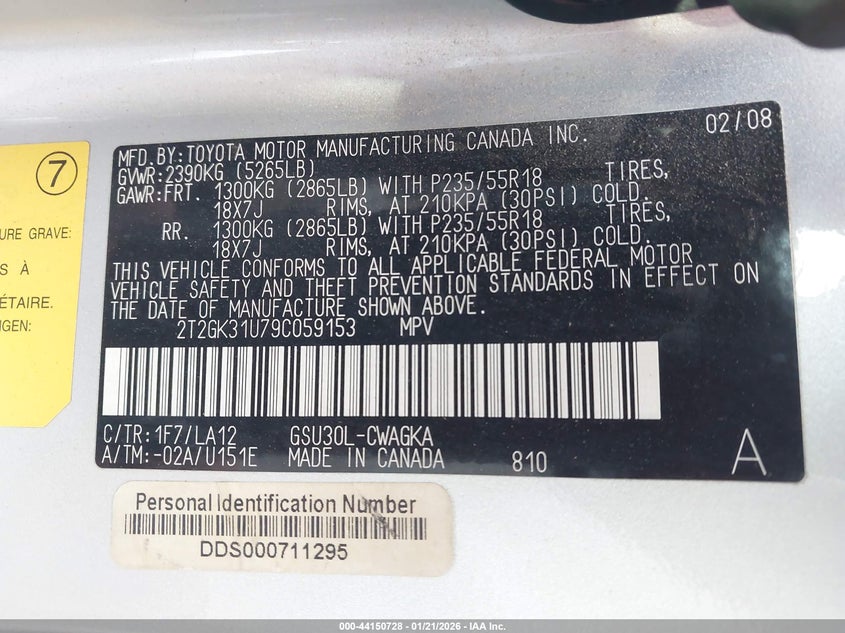 7
URE GRAVE:
S À
ÉTAIRE.
NGEN:
MFD.BY:TOYOTA MOTOR MANUFACTURING CANADA INC. 02/08
GVWR:2390KG (5265LB)
GAWR:FRT. 1300KG (2865LB) WITH P235/55R18 TIRES,
18X7J RIMS, AT 210KPA (30PSI) COLD.
RR. 1300KG (2865LB) WITH P235/55R18 TIRES,
18X7J RIMS, AT 210KPA (30PSI) COLD.
THIS VEHICLE CONFORMS TO ALL APPLICABLE FEDERAL MOTOR
VEHICLE SAFETY AND THEFT PREVENTION STANDARDS IN EFFECT ON
THE DATE OF MANUFACTURE SHOWN ABOVE.
2T2GK31U79C059153 MPV
C/TR:1F7/LA12 GSU30L-CWAGKA
A/TM:-02A/U151E MADE IN CANADA 810 A
Personal Identification Number
DDS000711295
000-44150728 - 01/21/2026 - IAA Inc.